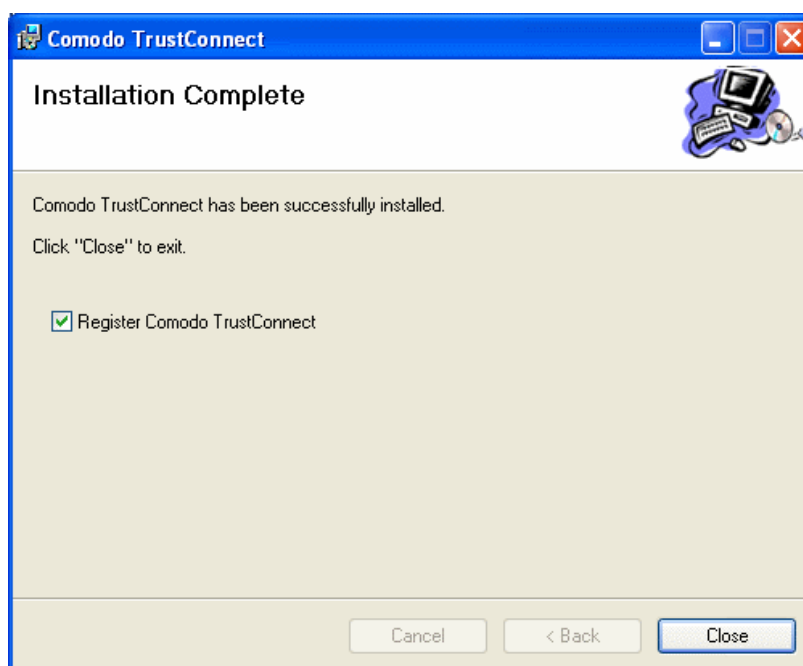 Comodo TrustConnect
Installation Complete
Comodo TrustConnect has been successfully installed.
Click "Close" to exit.
Register Comodo TrustConnect
Cancel
< Back
Close